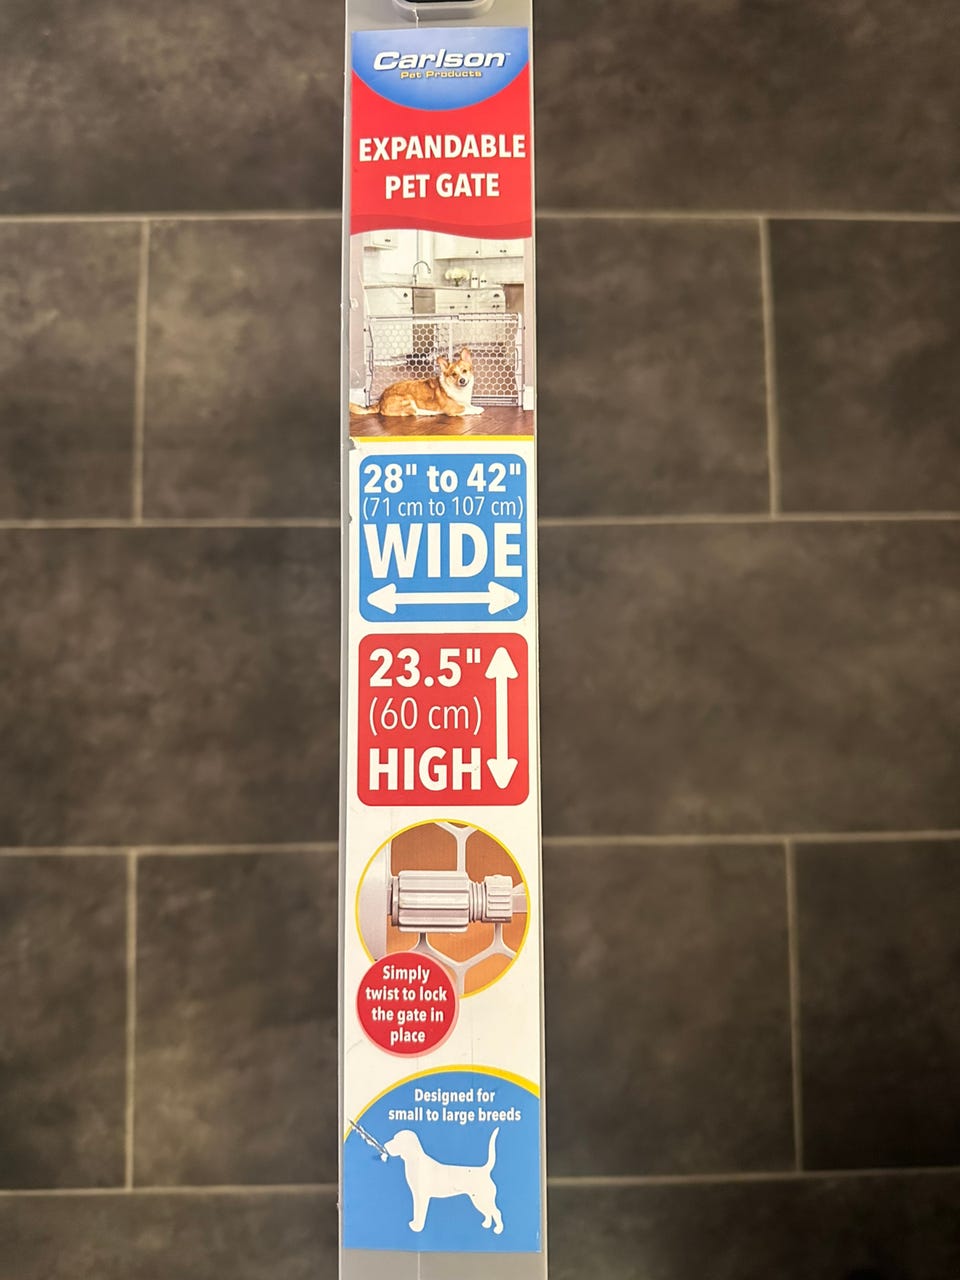 Carlson™
Pet Products
EXPANDABLE
PET GATE
28" to 42"
(71 cm to 107 cm)
WIDE
23.5"
(60 cm)
HIGH
Simply
twist to lock
the gate in
place
Designed for
small to large breeds